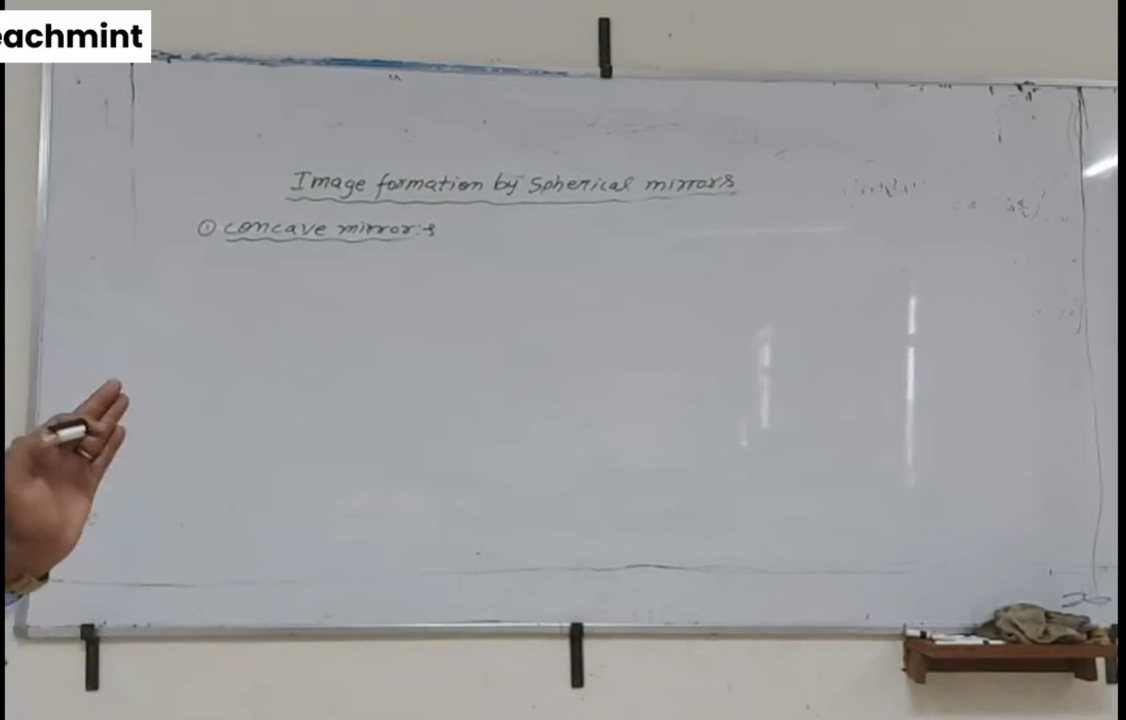 eachmint
Image formation by spherical mirrors
① concave mirror:-